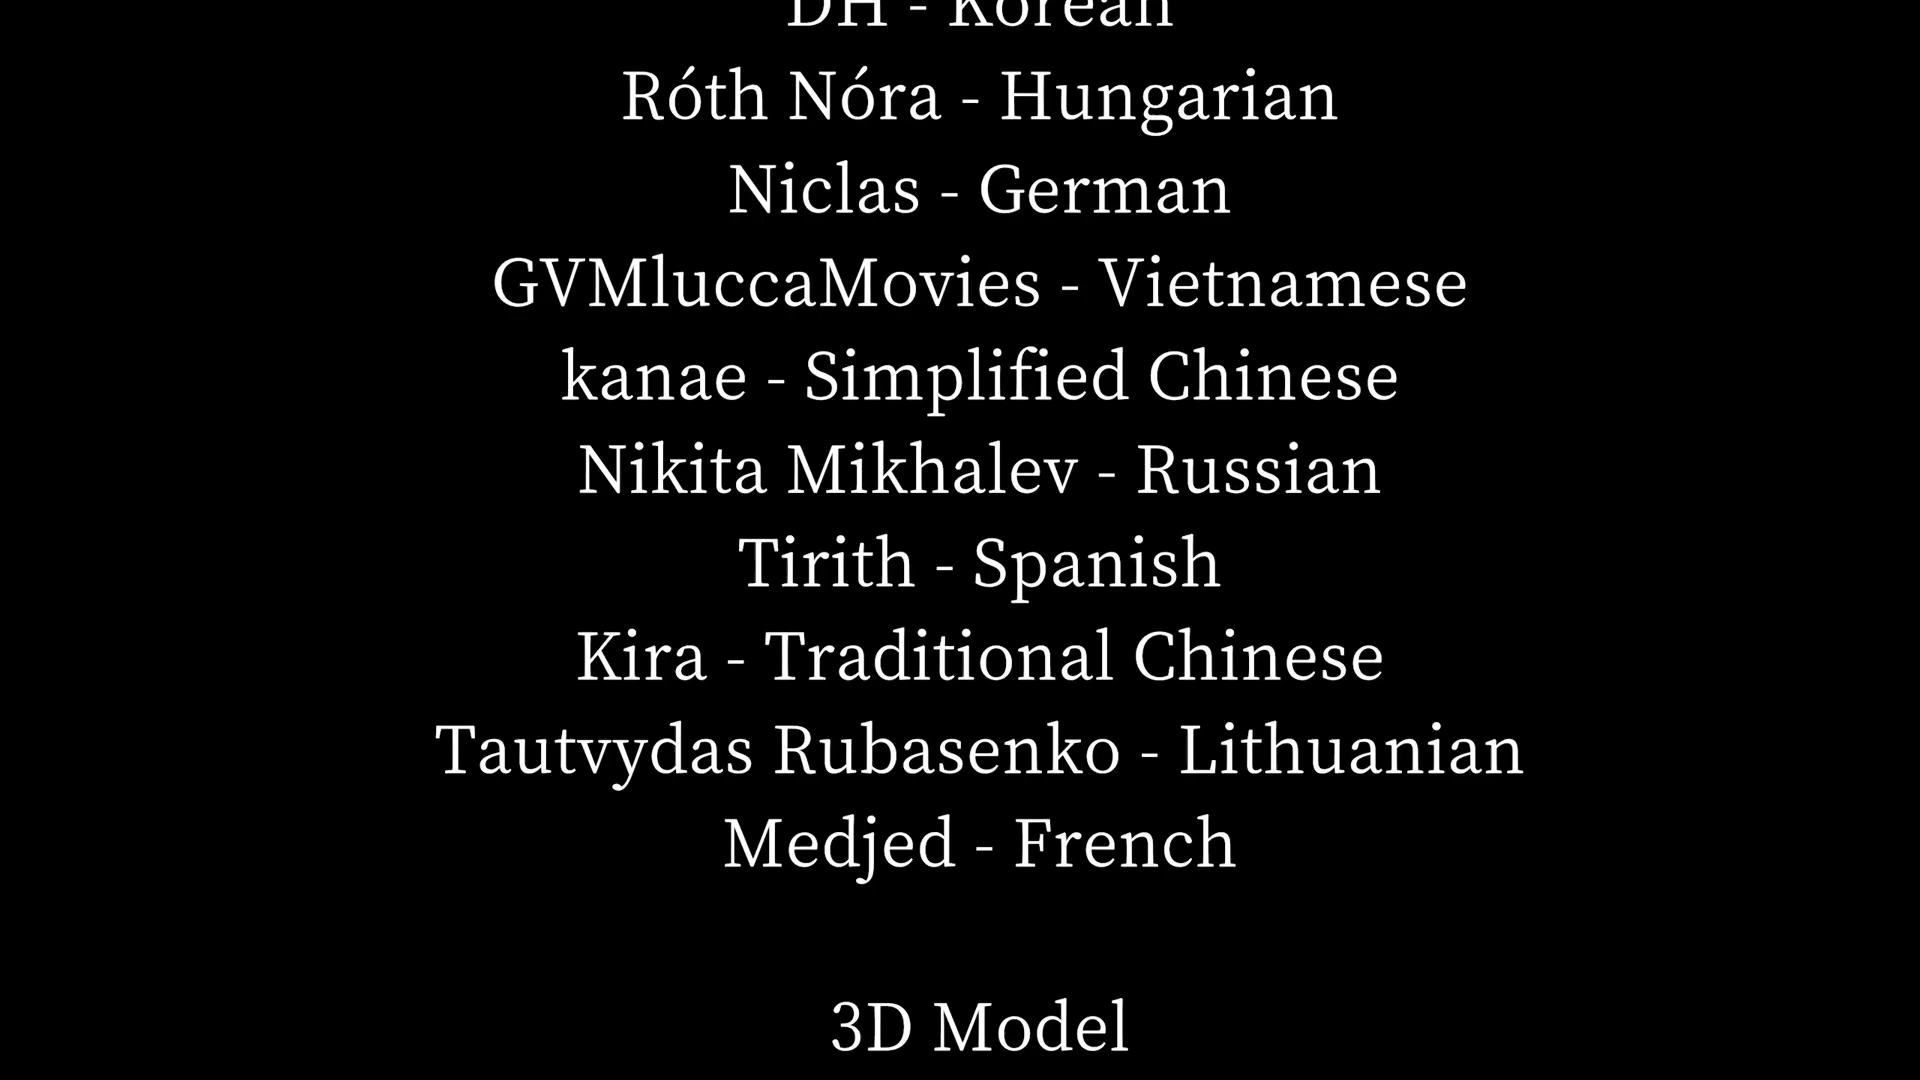 DH - Korean
Róth Nóra - Hungarian
Niclas - German
GVMluccaMovies - Vietnamese
kanae - Simplified Chinese
Nikita Mikhalev - Russian
Tirith - Spanish
Kira - Traditional Chinese
Tautvydas Rubasenko - Lithuanian
Medjed - French
3D Model